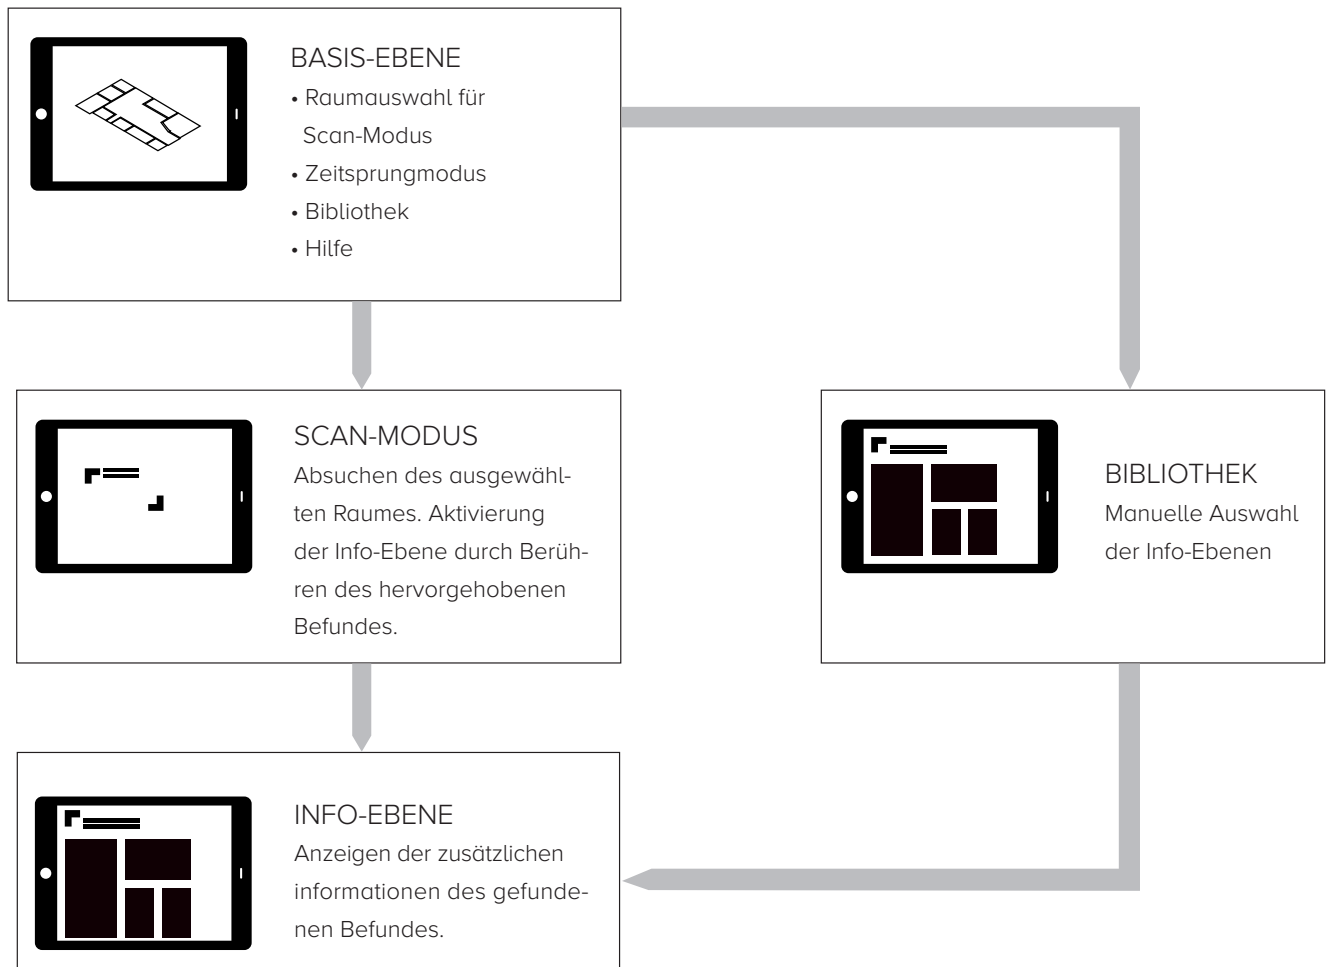 BASIS-EBENE
• Raumauswahl für
Scan-Modus
• Zeitsprungmodus
• Bibliothek
• Hilfe
SCAN-MODUS
Absuchen des ausgewähl-
ten Raumes. Aktivierung
der Info-Ebene durch Berüh-
ren des hervorgehobenen
Befundes.
BIBLIOTHEK
Manuelle Auswahl
der Info-Ebenen
INFO-EBENE
Anzeigen der zusätzlichen
informationen des gefunde-
nen Befundes.